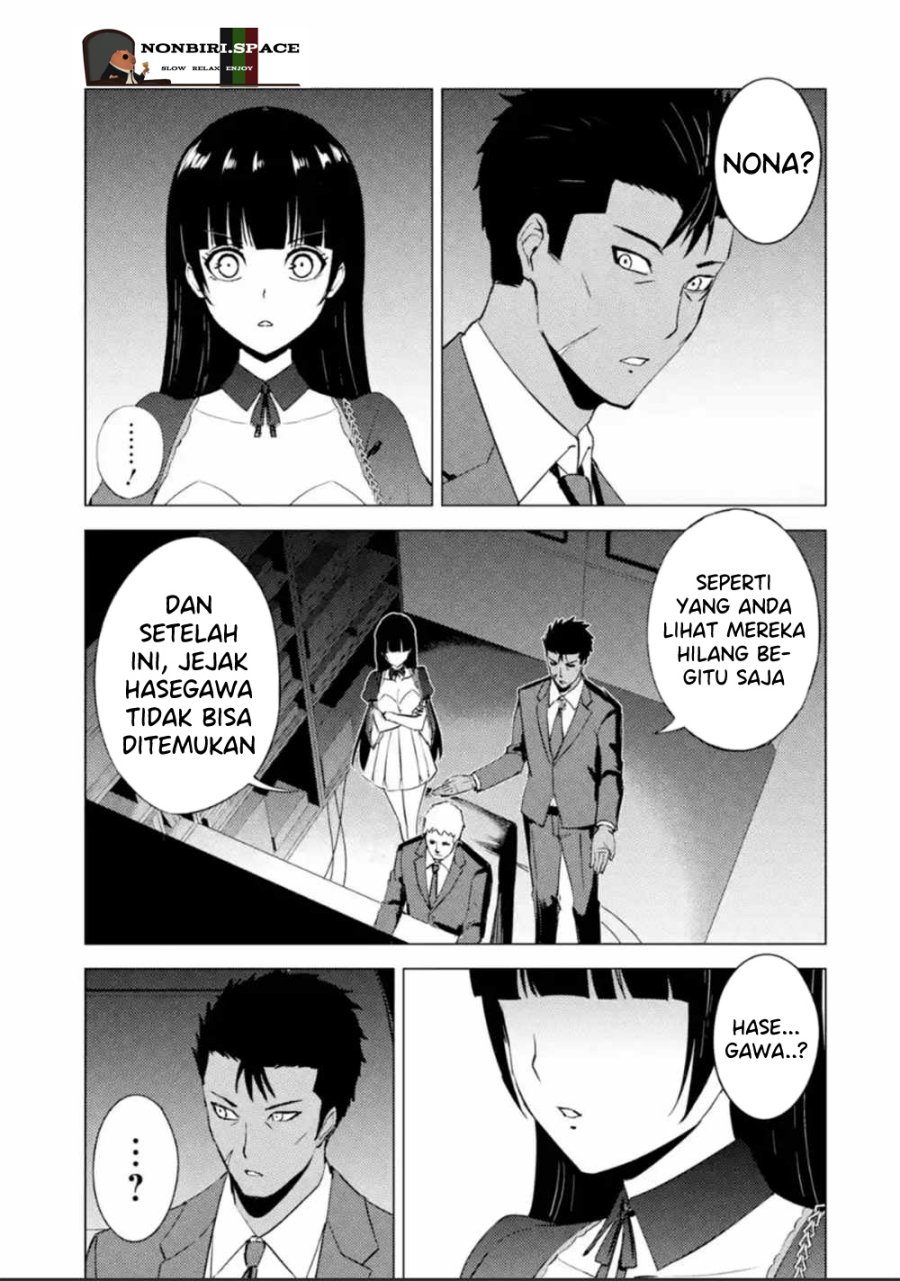 NONBIRI.SPACE
SLOW RELAX ENJOY
NONA?
......!
SEPERTI
YANG ANDA
LIHAT MEREKA
HILANG BE-
GITU SAJA
DAN
SETELAH
INI, JEJAK
HASEGAWA
TIDAK BISA
DITEMUKAN
HASE...
GAWA..?
....?